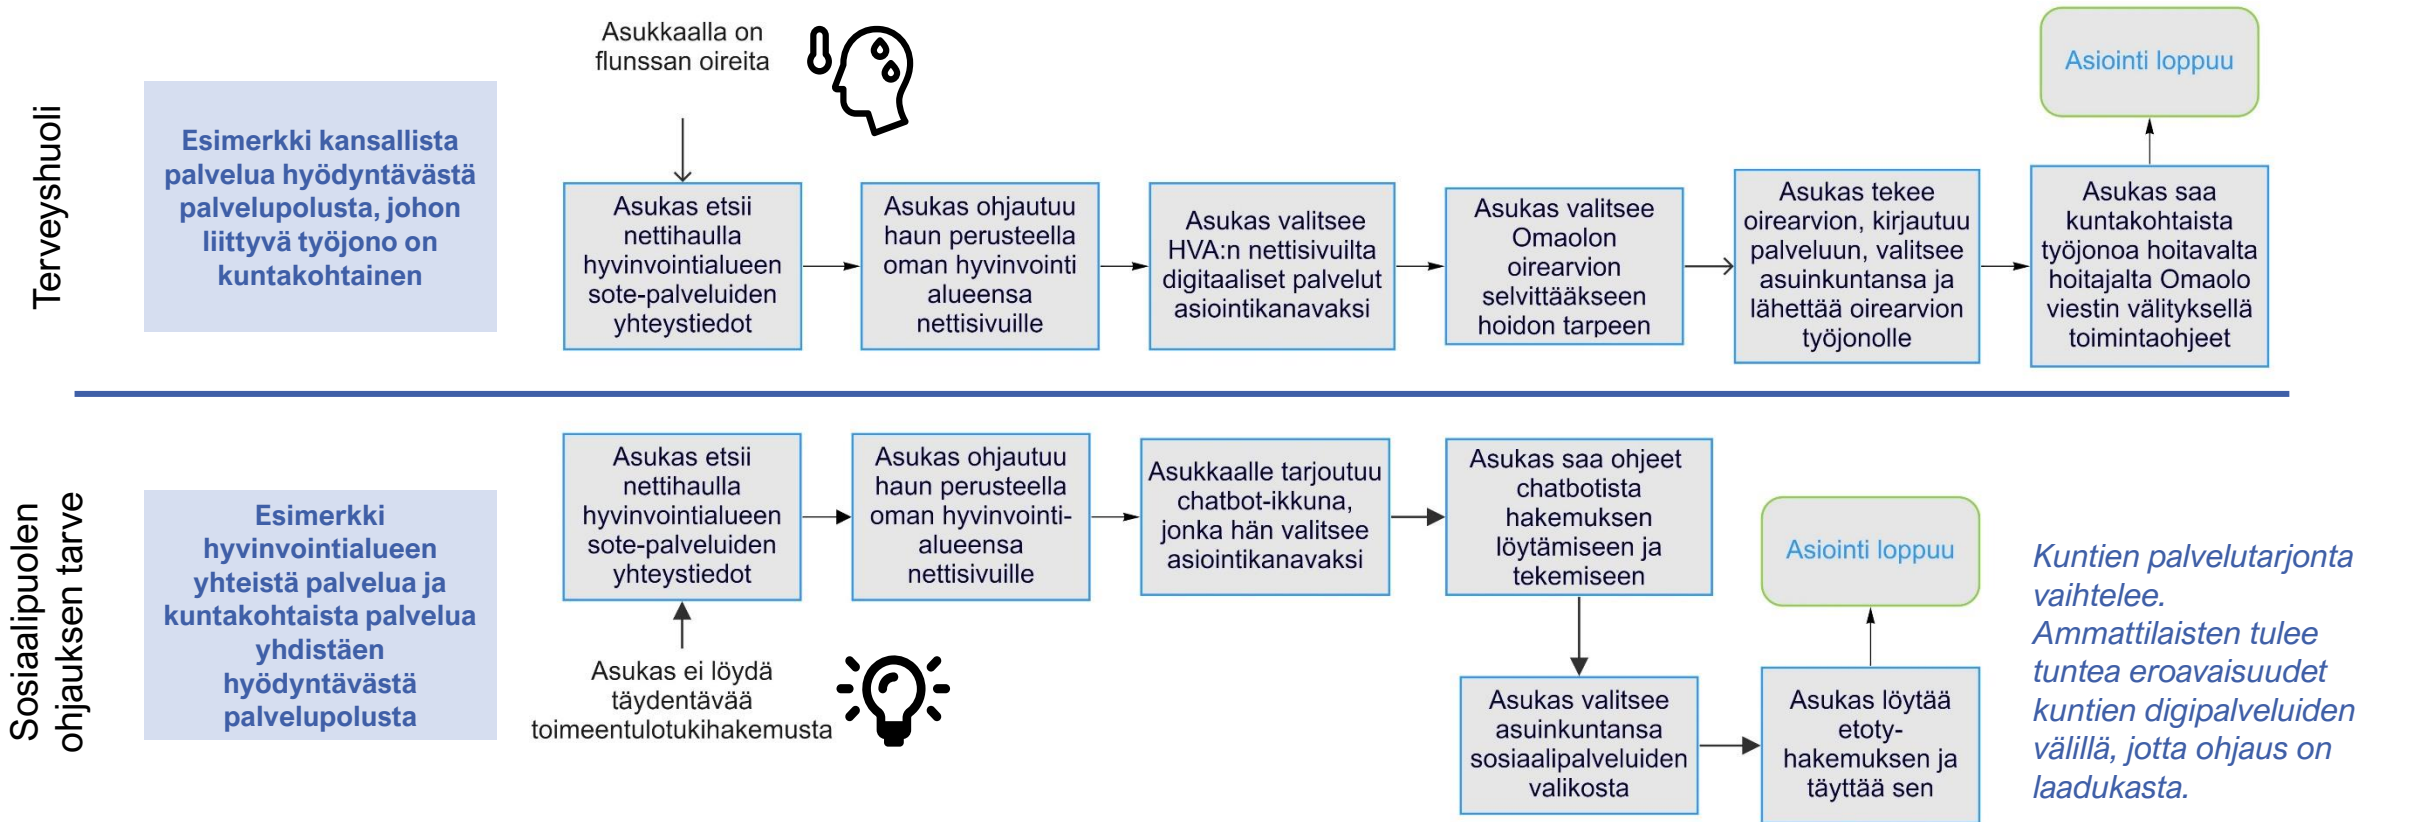 Terveyshuoli
Esimerkki kansallista
palvelua hyödyntävästä
palvelupolusta, johon
liittyvä työjono on
kuntakohtainen
Asukkaalla on
flunssan oireita
Asukas etsii
nettihaulla
hyvinvointialueen
sote-palveluiden
yhteystiedot
Asukas ohjautuu
haun perusteella
oman hyvinvointi
alueensa
nettisivuille
Asukas valitsee
HVA:n nettisivuilta
digitaaliset palvelut
asiointikanavaksi
Asukas valitsee
Omaolon
oirearvion
selvittääkseen
hoidon tarpeen
Asukas tekee
oirearvion, kirjautuu
palveluun, valitsee
asuinkuntansa ja
lähettää oirearvion
työjonolle
Asukas saa
kuntakohtaista
työjonoa hoitavalta
hoitajalta Omaolo
viestin välityksellä
toimintaohjeet
Asiointi loppuu
Sosiaalipuolen
ohjauksen tarve
Esimerkki
hyvinvointialueen
yhteistä palvelua ja
kuntakohtaista palvelua
yhdistäen
hyödyntävästä
palvelupolusta
Asukas ei löydä
täydentävää
toimeentulotukihakemusta
Asukas etsii
nettihaulla
hyvinvointialueen
sote-palveluiden
yhteystiedot
Asukas ohjautuu
haun perusteella
oman hyvinvointi-
alueensa
nettisivuille
Asukkaalle tarjoutuu
chatbot-ikkuna,
jonka hän valitsee
asiointikanavaksi
Asukas saa ohjeet
chatbotista
hakemuksen
löytämiseen ja
tekemiseen
Asukas valitsee
asuinkuntansa
sosiaalipalveluiden
valikosta
Asukas löytää
etoty-
hakemuksen ja
täyttää sen
Asiointi loppuu
Kuntien palvelutarjonta
vaihtelee.
Ammattilaisten tulee
tuntea eroavaisuudet
kuntien digipalveluiden
välillä, jotta ohjaus on
laadukasta.